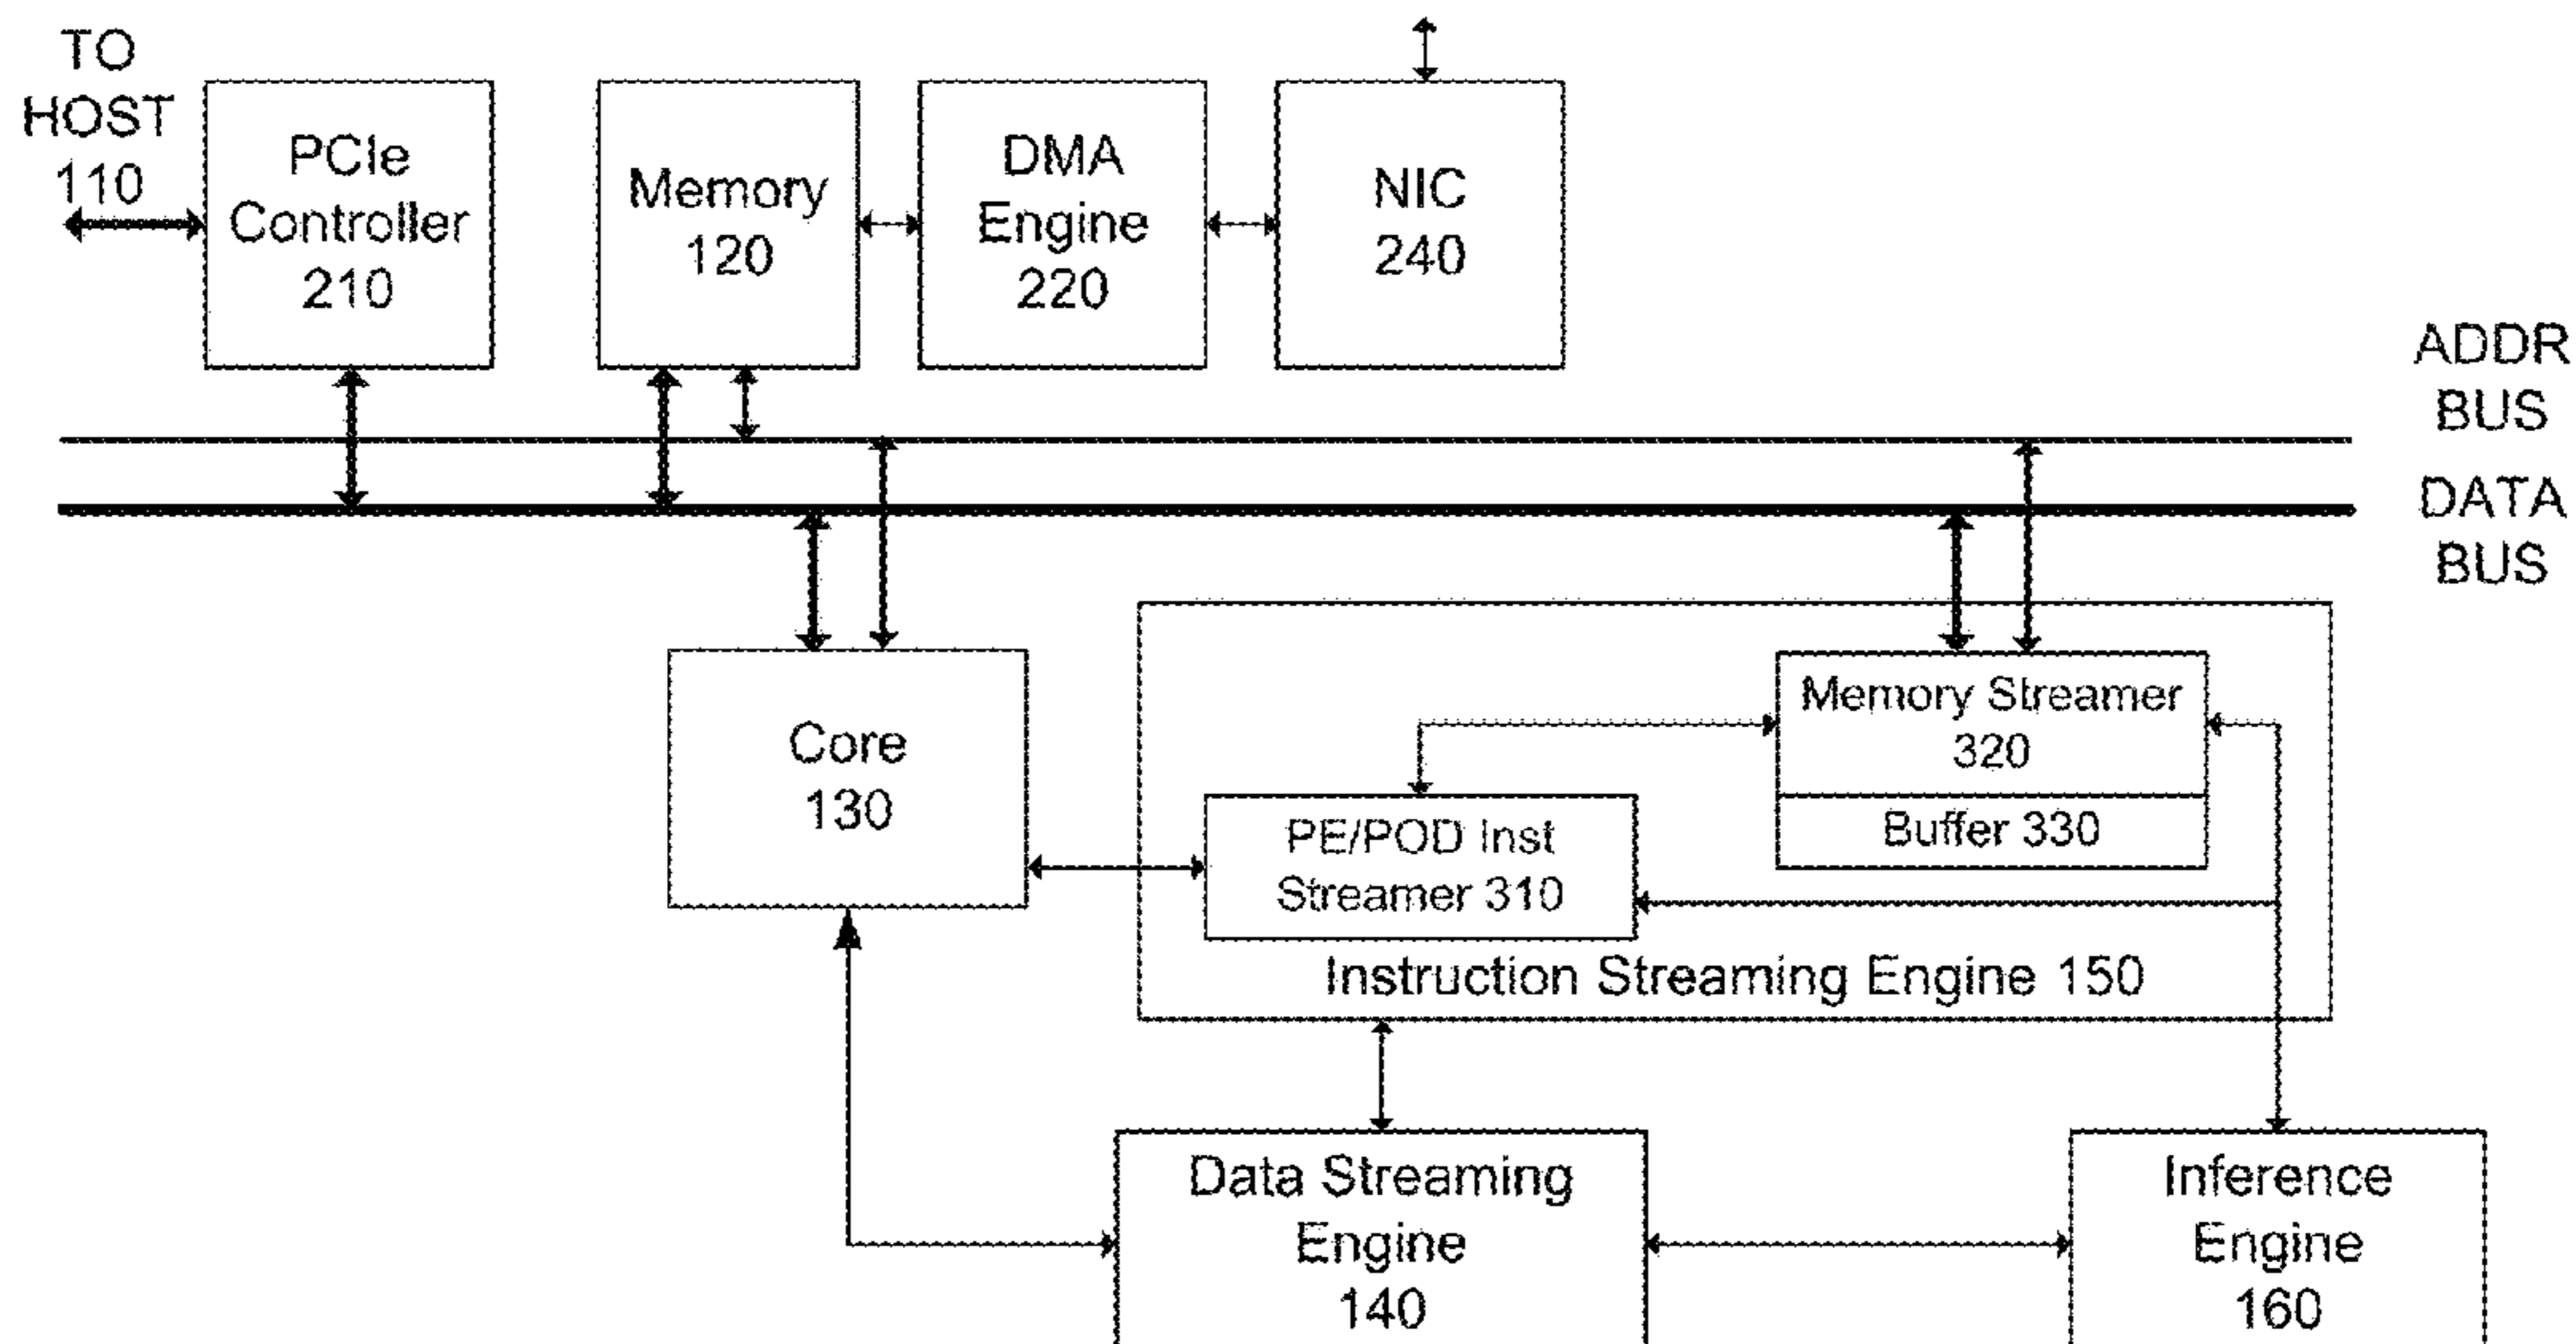 TO
HOST
110
PCIe
Controller
210
Memory
120
DMA
Engine
220
NIC
240
ADDR
BUS
DATA
BUS
Core
130
Memory Streamer
320
Buffer 330
PE/POD Inst
Streamer 310
Instruction Streaming Engine 150
Data Streaming
Engine
140
Inference
Engine
160